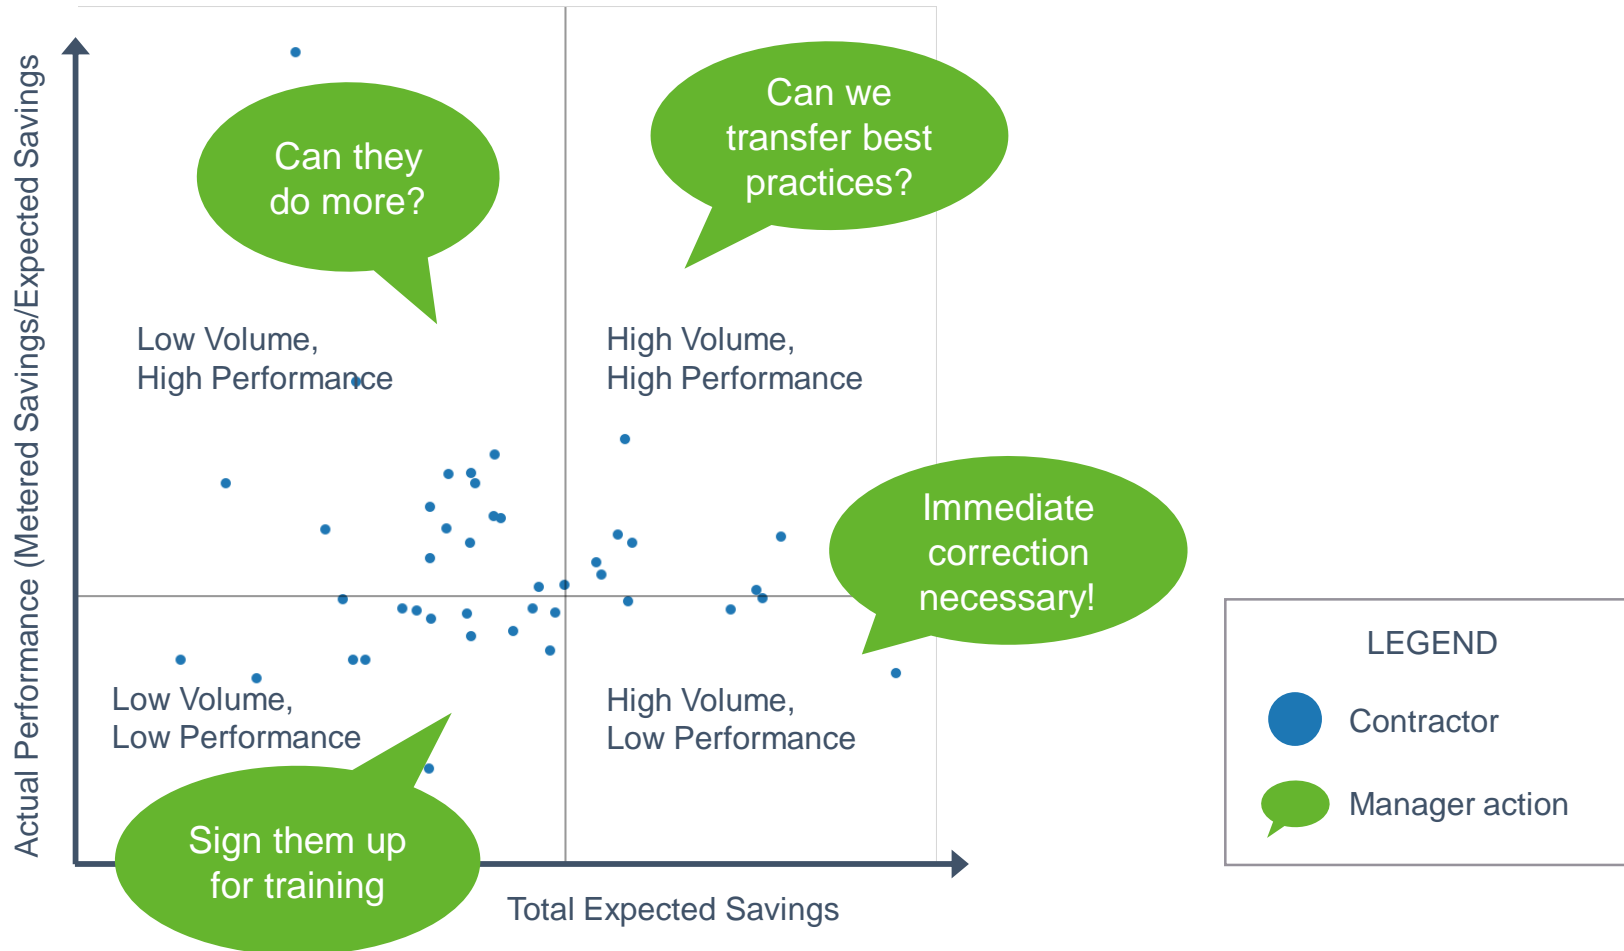 Actual Performance (Metered Savings/Expected Savings
Can they
do more?
Can we
transfer best
practices?
Low Volume,
High Performance
High Volume,
High Performance
Immediate
correction
necessary!
Low Volume,
Low Performance
High Volume,
Low Performance
Sign them up
for training
Total Expected Savings
LEGEND
Contractor
Manager action